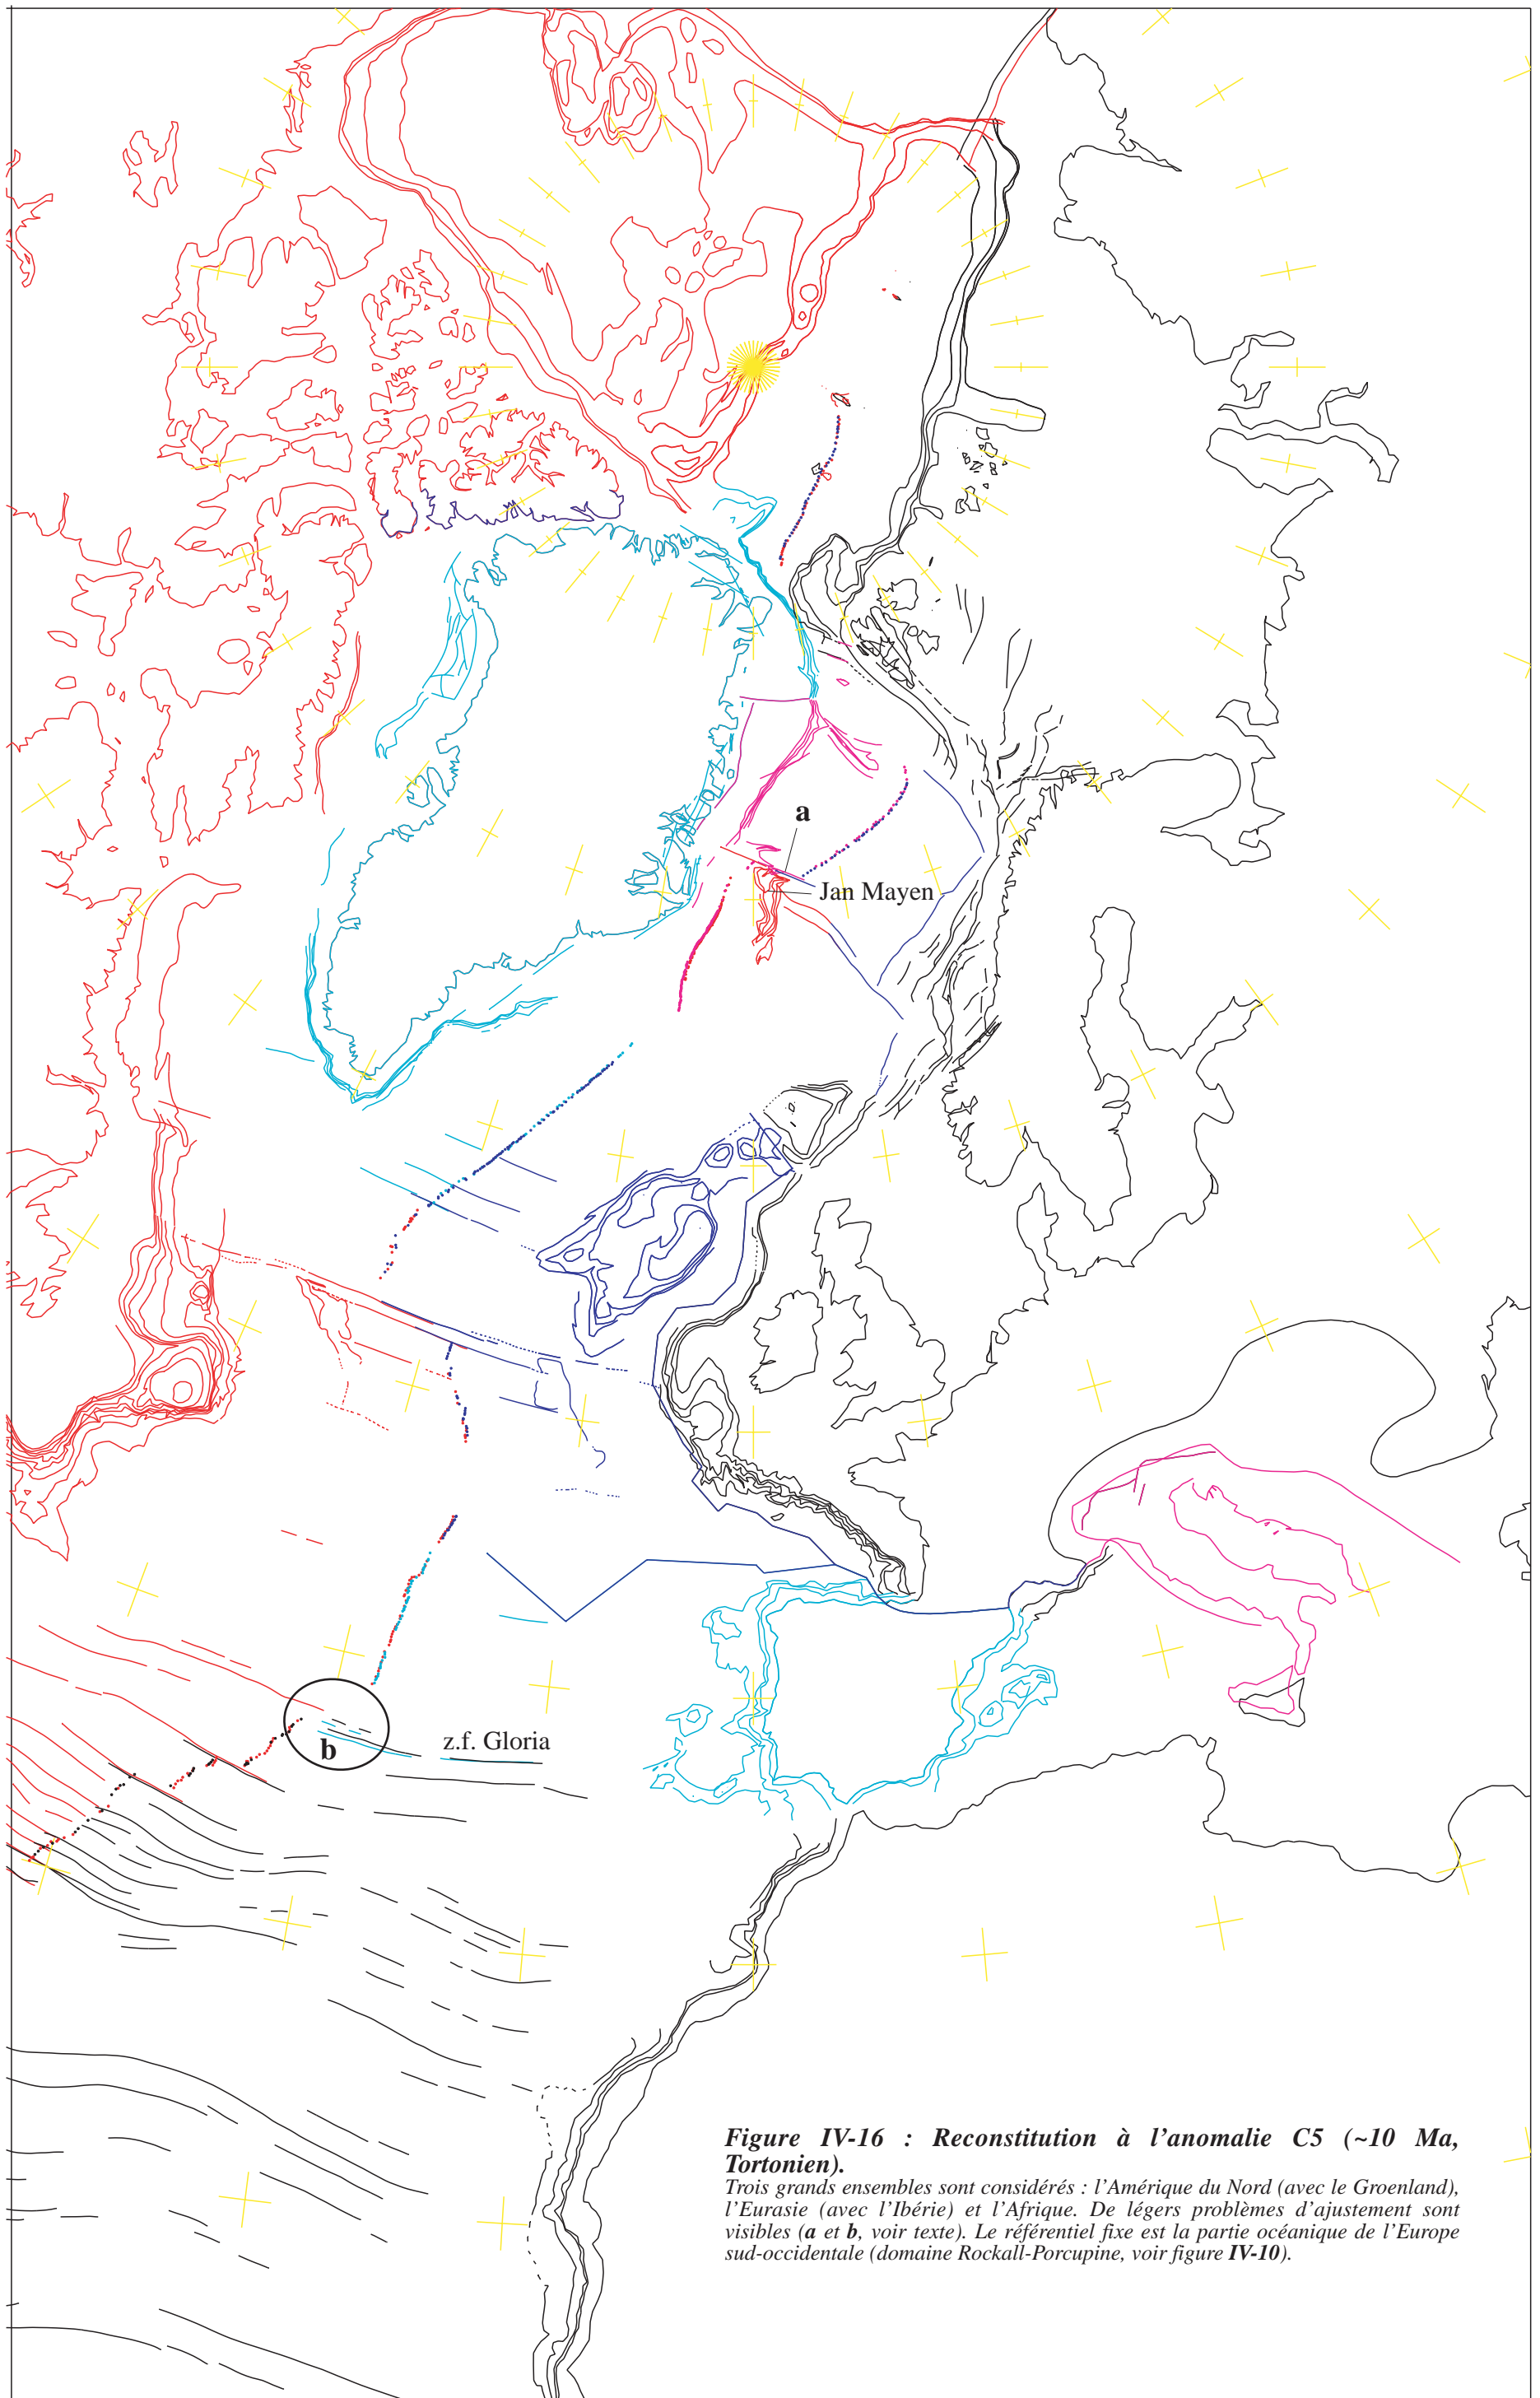 a
Jan Mayen
z.f. Gloria
b
Figure IV-16 : Reconstitution à l'anomalie C5 (~10 Ma,
Tortonien).
Trois grands ensembles sont considérés : l'Amérique du Nord (avec le Groenland),
l'Eurasie (avec l'Ibérie) et l'Afrique. De légers problèmes d'ajustement sont
visibles (a et b, voir texte). Le référentiel fixe est la partie océanique de l'Europe
sud-occidentale (domaine Rockall-Porcupine, voir figure IV-10).